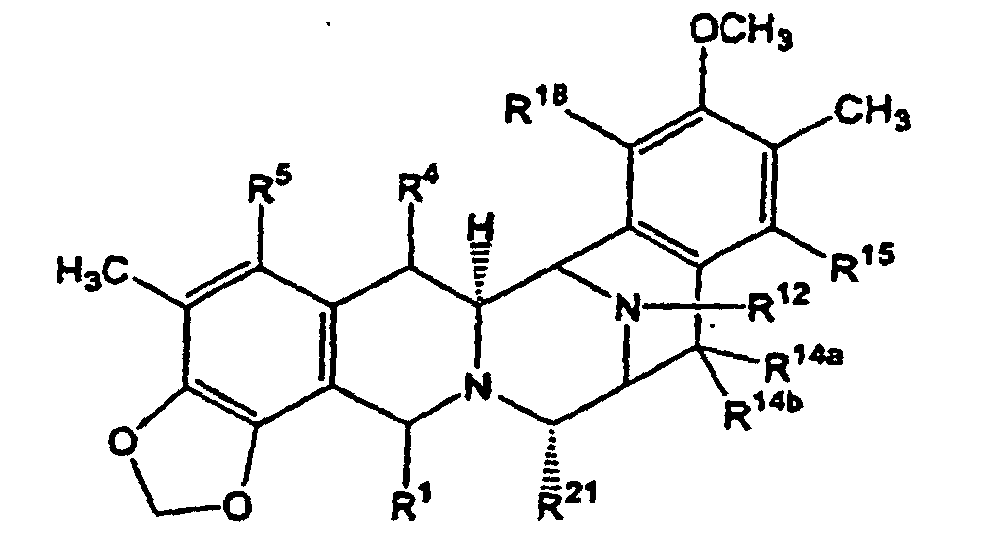 OCH₃
R¹⁸
CH₃
R⁵
R⁴
H
H₃C
R¹⁵
N
R¹²
N
R¹⁴ᵃ
R¹⁴ᵇ
O
O
R¹
R²¹